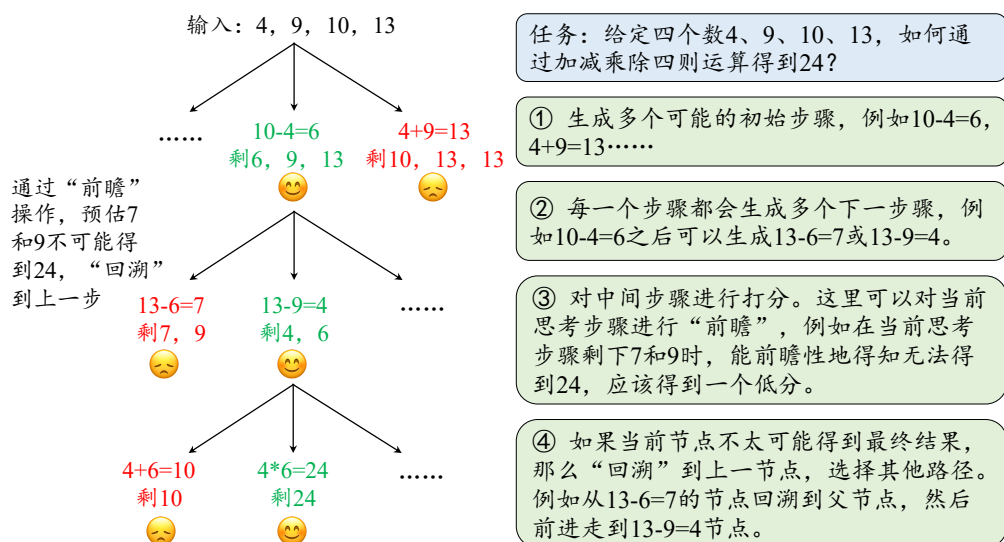 输入：4，9，10，13
……
10-4=6
剩6，9，13
4+9=13
剩10，13，13
通过“前瞻”
操作，预估7
和9不可能得
到24，“回溯”
到上一步
13-6=7
剩7，9
13-9=4
剩4，6
……
4+6=10
剩10
4*6=24
剩24
……
任务：给定四个数4、9、10、13，如何通
过加减乘除四则运算得到24？
① 生成多个可能的初始步骤，例如10-4=6，
4+9=13……
② 每一个步骤都会生成多个下一步骤，例
如10-4=6之后可以生成13-6=7或13-9=4。
③ 对中间步骤进行打分。这里可以对当前
思考步骤进行“前瞻”，例如在当前思考
步骤剩下7和9时，能前瞻性地得知无法得
到24，应该得到一个低分。
④ 如果当前节点不太可能得到最终结果，
那么“回溯”到上一节点，选择其他路径。
例如从13-6=7的节点回溯到父节点，然后
前进走到13-9=4节点。